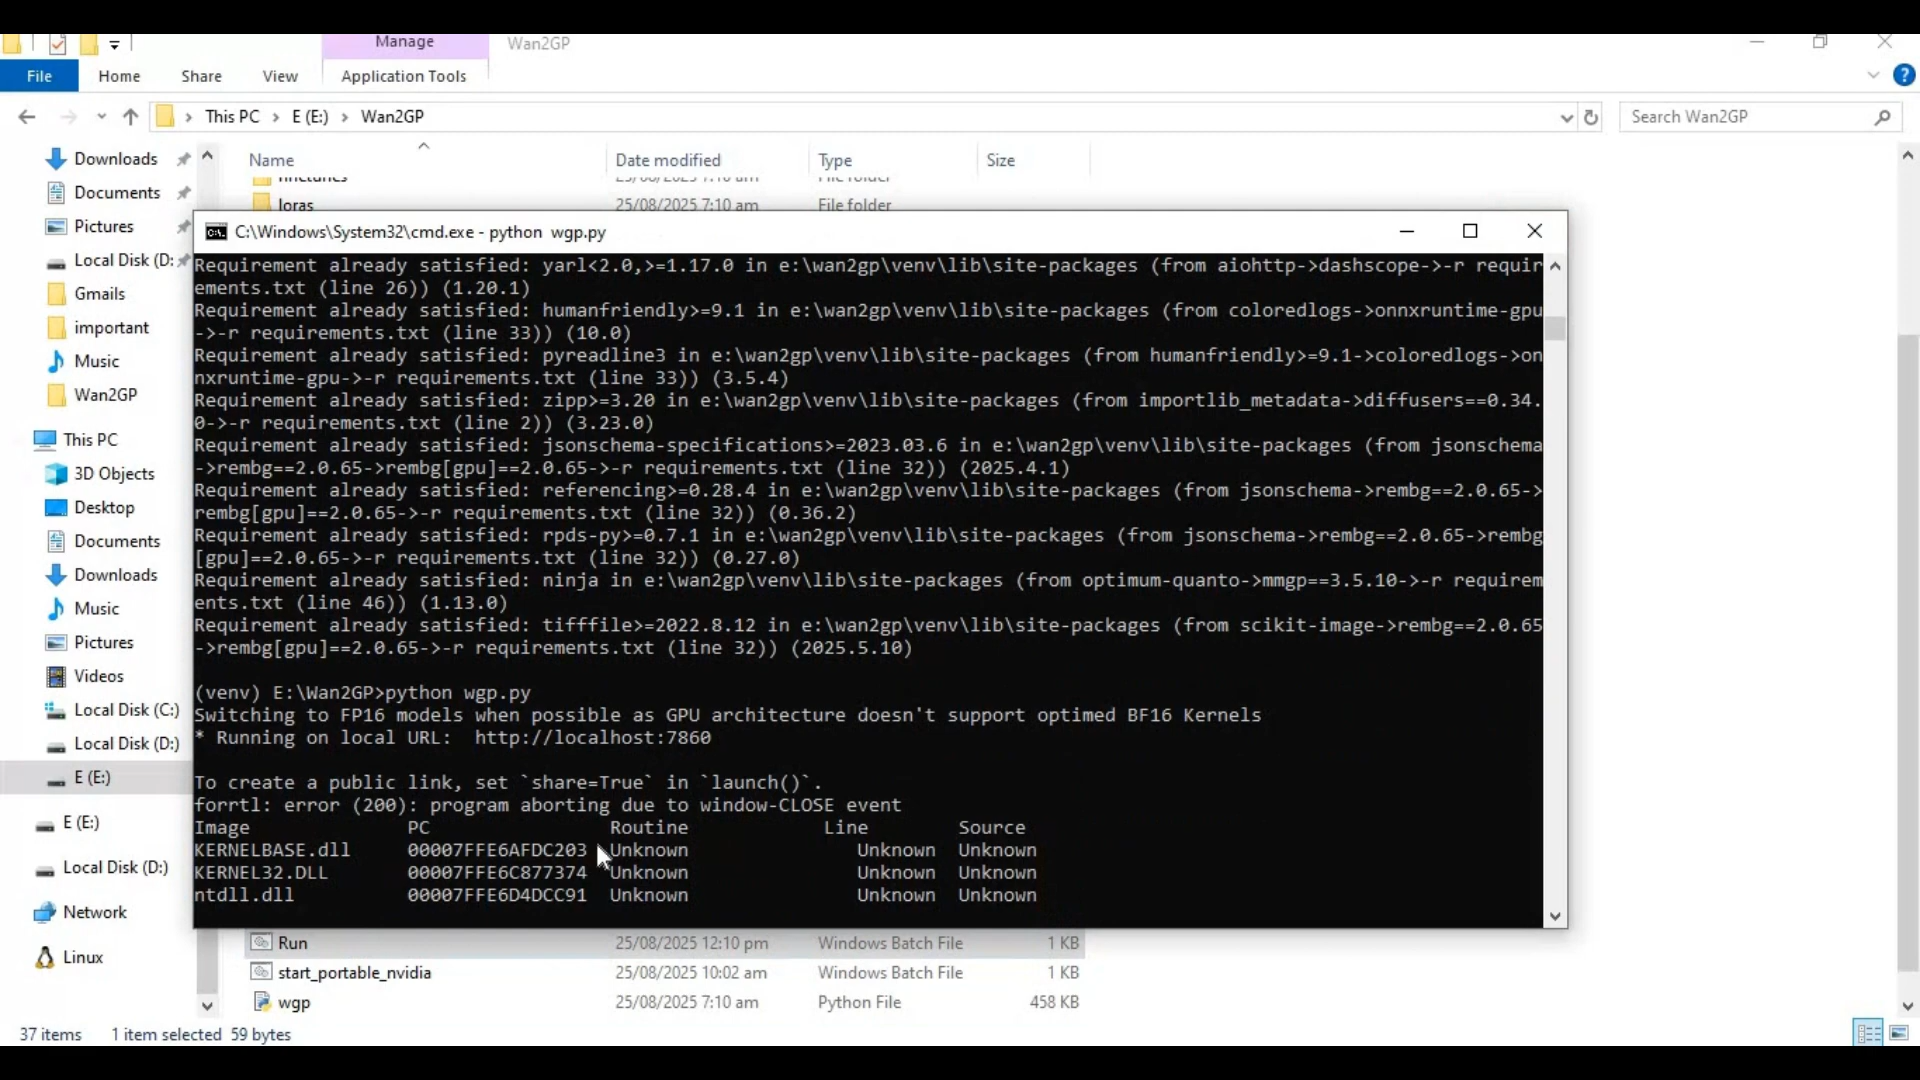 Manage
Wan2GP
File
Home
Share
View
Application Tools
?
This PC > E (E:) > Wan2GP
Search Wan2GP
Name
Date modified
Type
Size
Downloads
Documents
Pictures
Local Disk (D:
Gmails
important
Music
Wan2GP
This PC
3D Objects
Desktop
Documents
Downloads
Music
Pictures
Videos
Local Disk (C:)
Local Disk (D:)
E (E:)
E (E:)
Local Disk (D:)
Network
Linux
loras 25/08/2025 7:10 am File folder
C:\Windows\System32\cmd.exe - python wgp.py
Requirement already satisfied: yarl<2.0,>=1.17.0 in e:\wan2gp\venv\lib\site-packages (from aiohttp->dashscope->-r requir
ements.txt (line 26)) (1.20.1)
Requirement already satisfied: humanfriendly>=9.1 in e:\wan2gp\venv\lib\site-packages (from coloredlogs->onnxruntime-gpu
->-r requirements.txt (line 33)) (10.0)
Requirement already satisfied: pyreadline3 in e:\wan2gp\venv\lib\site-packages (from humanfriendly>=9.1->coloredlogs->on
nxruntime-gpu->-r requirements.txt (line 33)) (3.5.4)
Requirement already satisfied: zipp>=3.20 in e:\wan2gp\venv\lib\site-packages (from importlib_metadata->diffusers==0.34.
0->-r requirements.txt (line 2)) (3.23.0)
Requirement already satisfied: jsonschema-specifications>=2023.03.6 in e:\wan2gp\venv\lib\site-packages (from jsonschema
->rembg==2.0.65->rembg[gpu]==2.0.65->-r requirements.txt (line 32)) (2025.4.1)
Requirement already satisfied: referencing>=0.28.4 in e:\wan2gp\venv\lib\site-packages (from jsonschema->rembg==2.0.65->
rembg[gpu]==2.0.65->-r requirements.txt (line 32)) (0.36.2)
Requirement already satisfied: rpds-py>=0.7.1 in e:\wan2gp\venv\lib\site-packages (from jsonschema->rembg==2.0.65->rembg
[gpu]==2.0.65->-r requirements.txt (line 32)) (0.27.0)
Requirement already satisfied: ninja in e:\wan2gp\venv\lib\site-packages (from optimum-quanto->mmgp==3.5.10->-r requirem
ents.txt (line 46)) (1.13.0)
Requirement already satisfied: tifffile>=2022.8.12 in e:\wan2gp\venv\lib\site-packages (from scikit-image->rembg==2.0.65
->rembg[gpu]==2.0.65->-r requirements.txt (line 32)) (2025.5.10)
(venv) E:\Wan2GP>python wgp.py
Switching to FP16 models when possible as GPU architecture doesn't support optimed BF16 Kernels
* Running on local URL: http://localhost:7860
To create a public link, set `share=True` in `launch()`.
forrtl: error (200): program aborting due to window-CLOSE event
Image PC Routine Line Source
KERNELBASE.dll 00007FFE6AFDC203 Unknown Unknown Unknown
KERNEL32.DLL 00007FFE6C877374 Unknown Unknown Unknown
ntdll.dll 00007FFE6D4DCC91 Unknown Unknown Unknown
Run 25/08/2025 12:10 pm Windows Batch File 1 KB
start_portable_nvidia 25/08/2025 10:02 am Windows Batch File 1 KB
wgp 25/08/2025 7:10 am Python File 458 KB
37 items 1 item selected 59 bytes